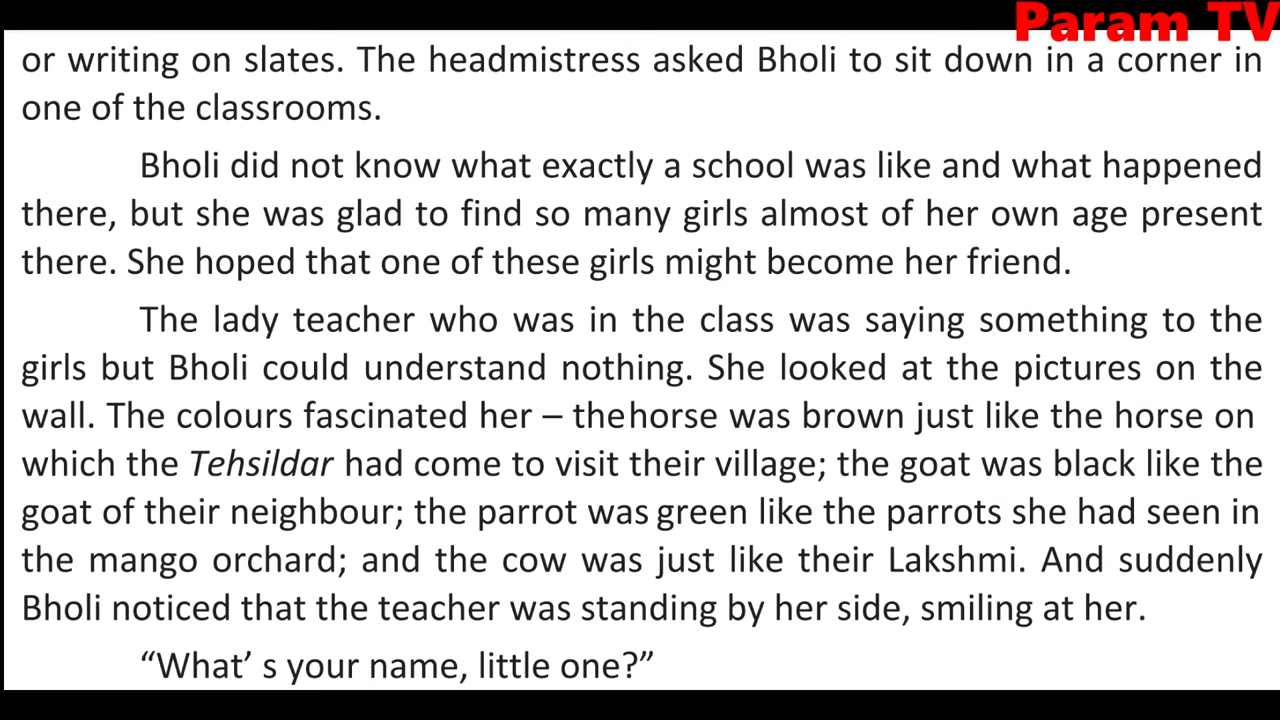 Param TV
or writing on slates. The headmistress asked Bholi to sit down in a corner in
one of the classrooms.
Bholi did not know what exactly a school was like and what happened
there, but she was glad to find so many girls almost of her own age present
there. She hoped that one of these girls might become her friend.
The lady teacher who was in the class was saying something to the
girls but Bholi could understand nothing. She looked at the pictures on the
wall. The colours fascinated her – thehorse was brown just like the horse on
which the Tehsildar had come to visit their village; the goat was black like the
goat of their neighbour; the parrot was green like the parrots she had seen in
the mango orchard; and the cow was just like their Lakshmi. And suddenly
Bholi noticed that the teacher was standing by her side, smiling at her.
“What’ s your name, little one?”